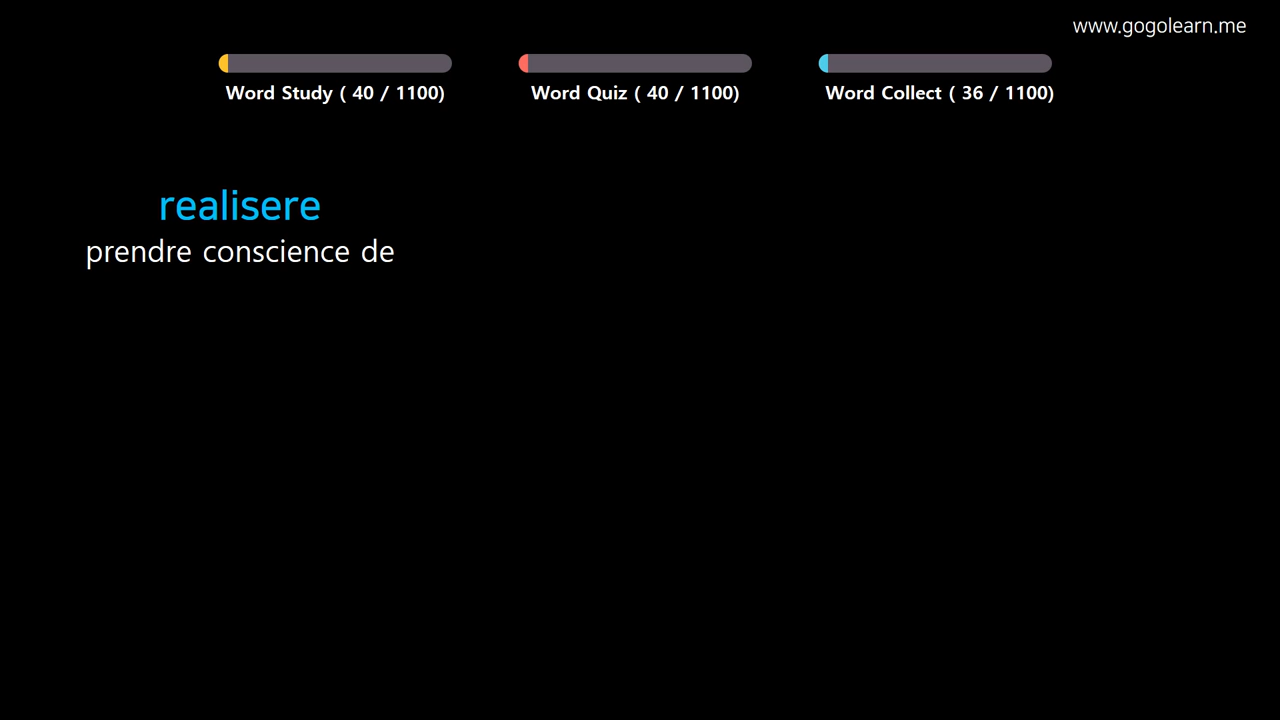 www.gogolearn.me
Word Study ( 40 / 1100)
Word Quiz ( 40 / 1100)
Word Collect ( 36 / 1100)
realisere
prendre conscience de